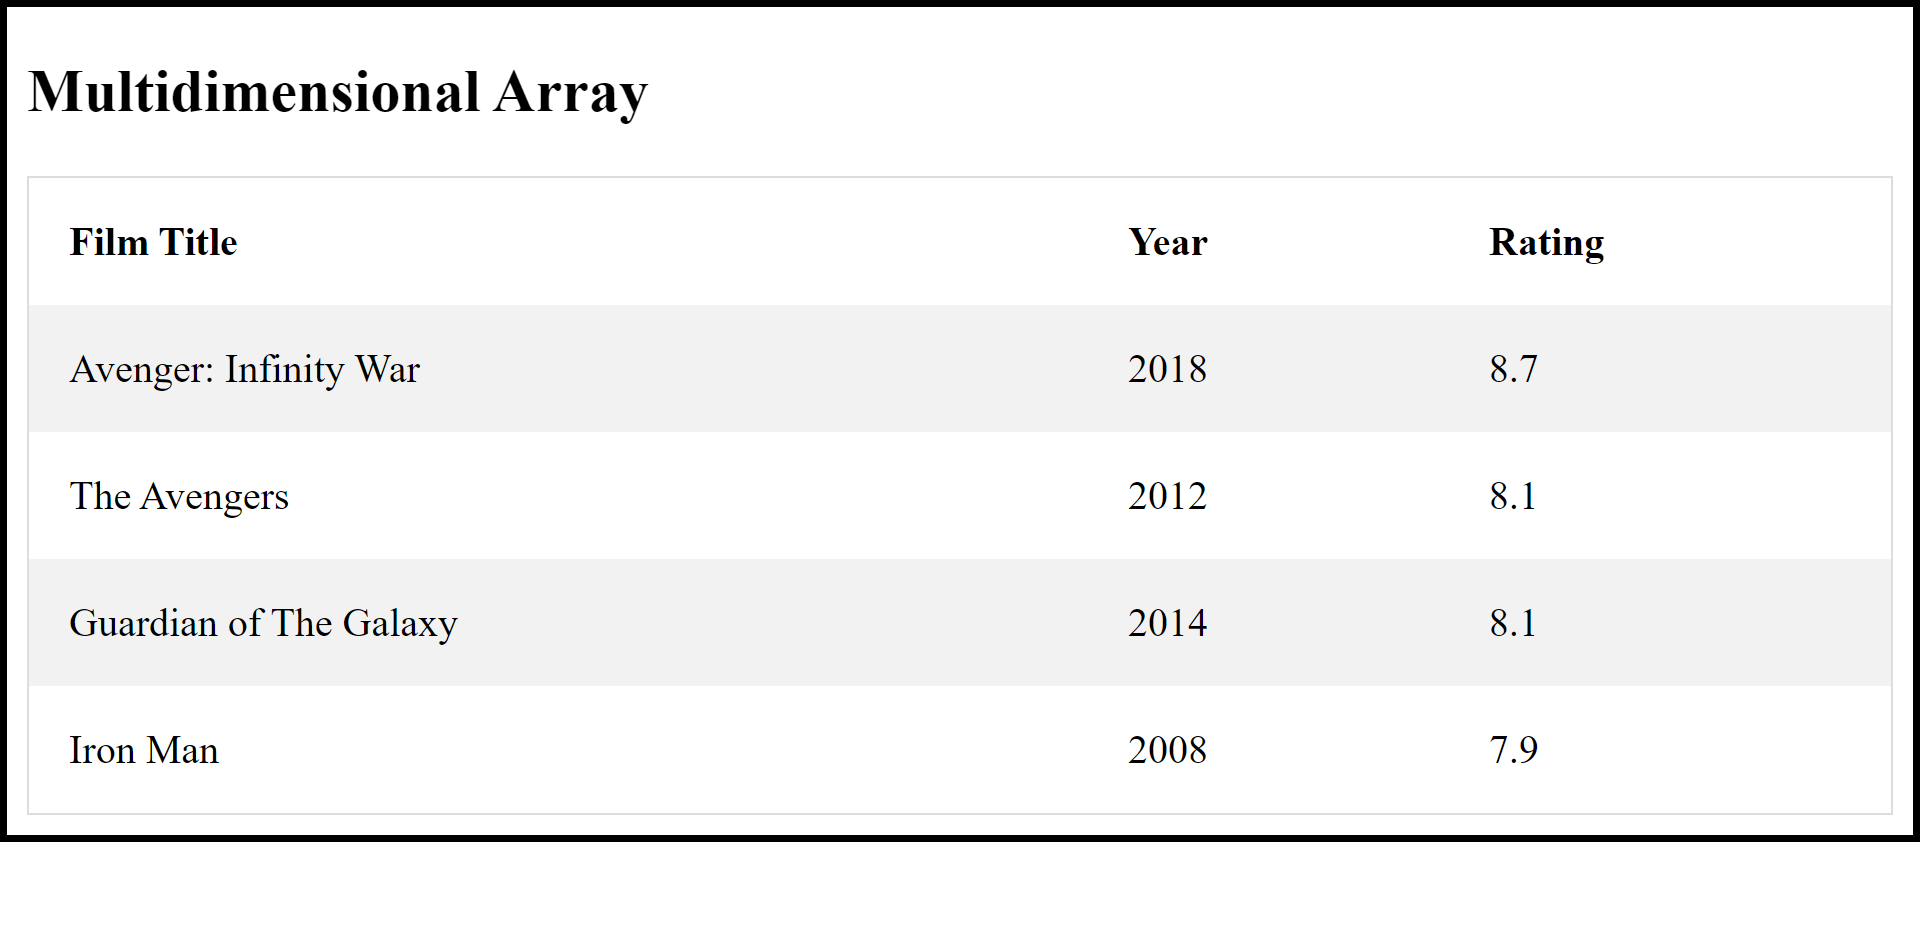 Multidimensional Array
Film Title Year Rating
Avenger: Infinity War 2018 8.7
The Avengers 2012 8.1
Guardian of The Galaxy 2014 8.1
Iron Man 2008 7.9